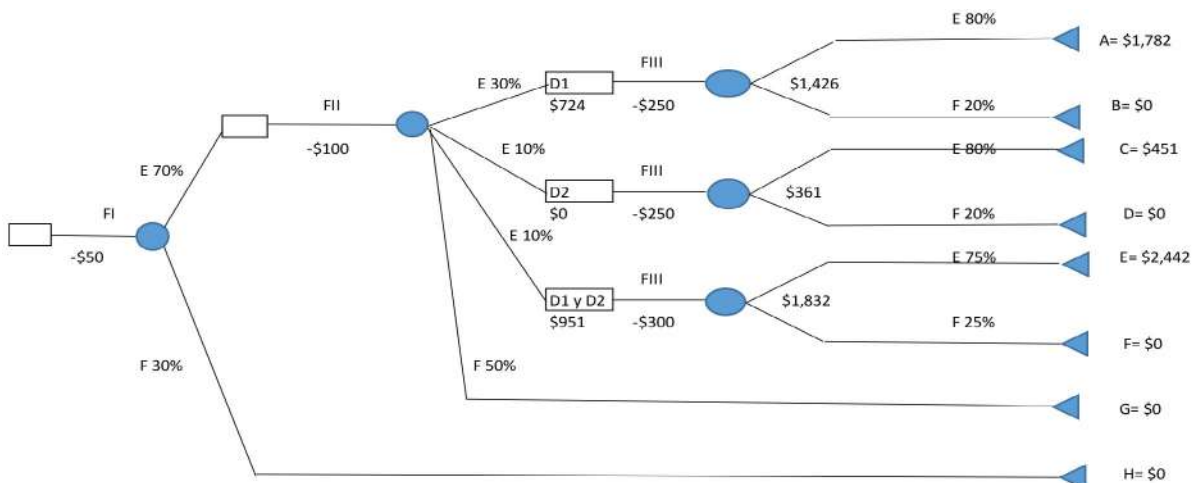 E 80%
A= $1,782
FIII
D1
E 30%
$1,426
$724
-$250
FII
F 20%
B= $0
-$100
E 10%
FIII
E 80%
C= $451
E 70%
D2
$361
$0
-$250
FI
F 20%
D= $0
E 10%
-$50
FIII
E 75%
E= $2,442
D1 y D2
$1,832
$951
-$300
F 25%
F= $0
F 30%
F 50%
G= $0
H= $0